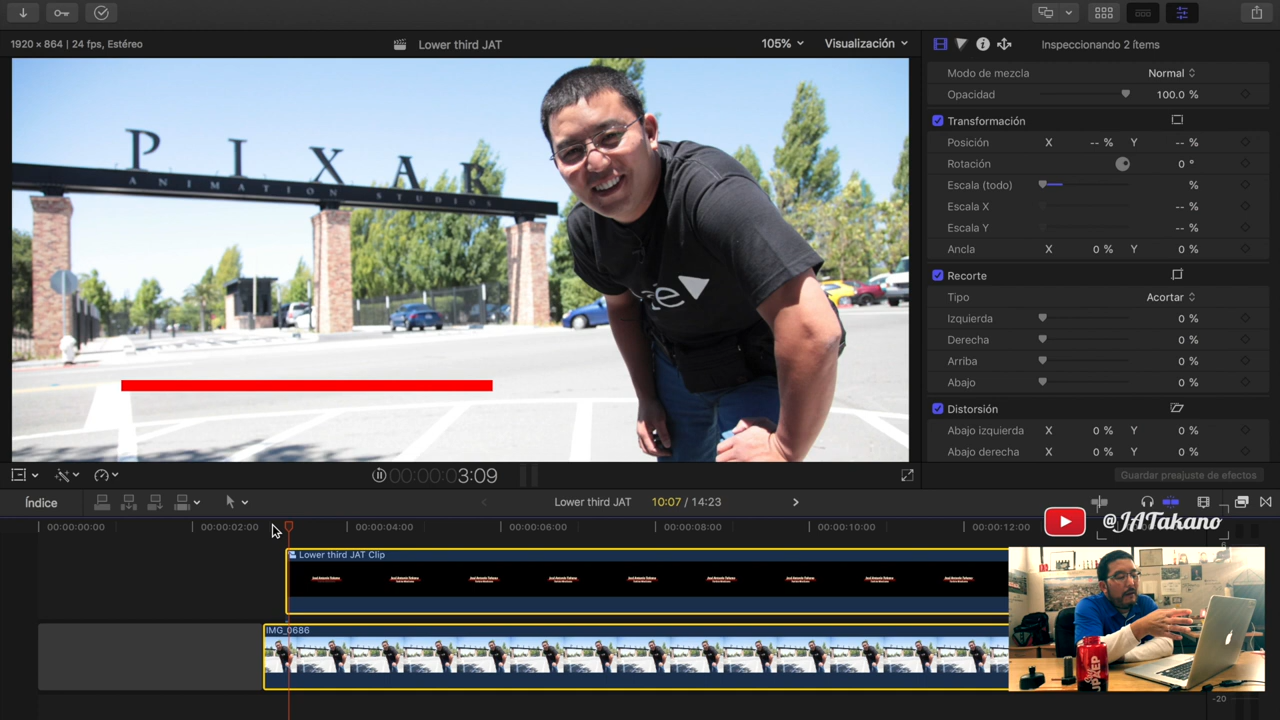 1920 × 864 | 24 fps, Estéreo
Lower third JAT
105%
Visualización
Inspeccionando 2 ítems
Modo de mezcla Normal
Opacidad 100.0 %
Transformación
Posición X -- % Y -- %
Rotación 0 °
Escala (todo) %
Escala X -- %
Escala Y -- %
Ancla X 0 % Y 0 %
Recorte
Tipo Acortar
Izquierda 0 %
Derecha 0 %
Arriba 0 %
Abajo 0 %
Distorsión
Abajo izquierda X 0 % Y 0 %
Abajo derecha X 0 % Y 0 %
Guardar preajuste de efectos
PIXAR
ANIMATION STUDIOS
00:00:00:03:09
Índice
Lower third JAT
10:07 / 14:23
00:00:00:00
00:00:02:00
00:00:04:00
00:00:06:00
00:00:08:00
00:00:10:00
00:00:12:00
@JATakano
Lower third JAT Clip
IMG_0686
-20